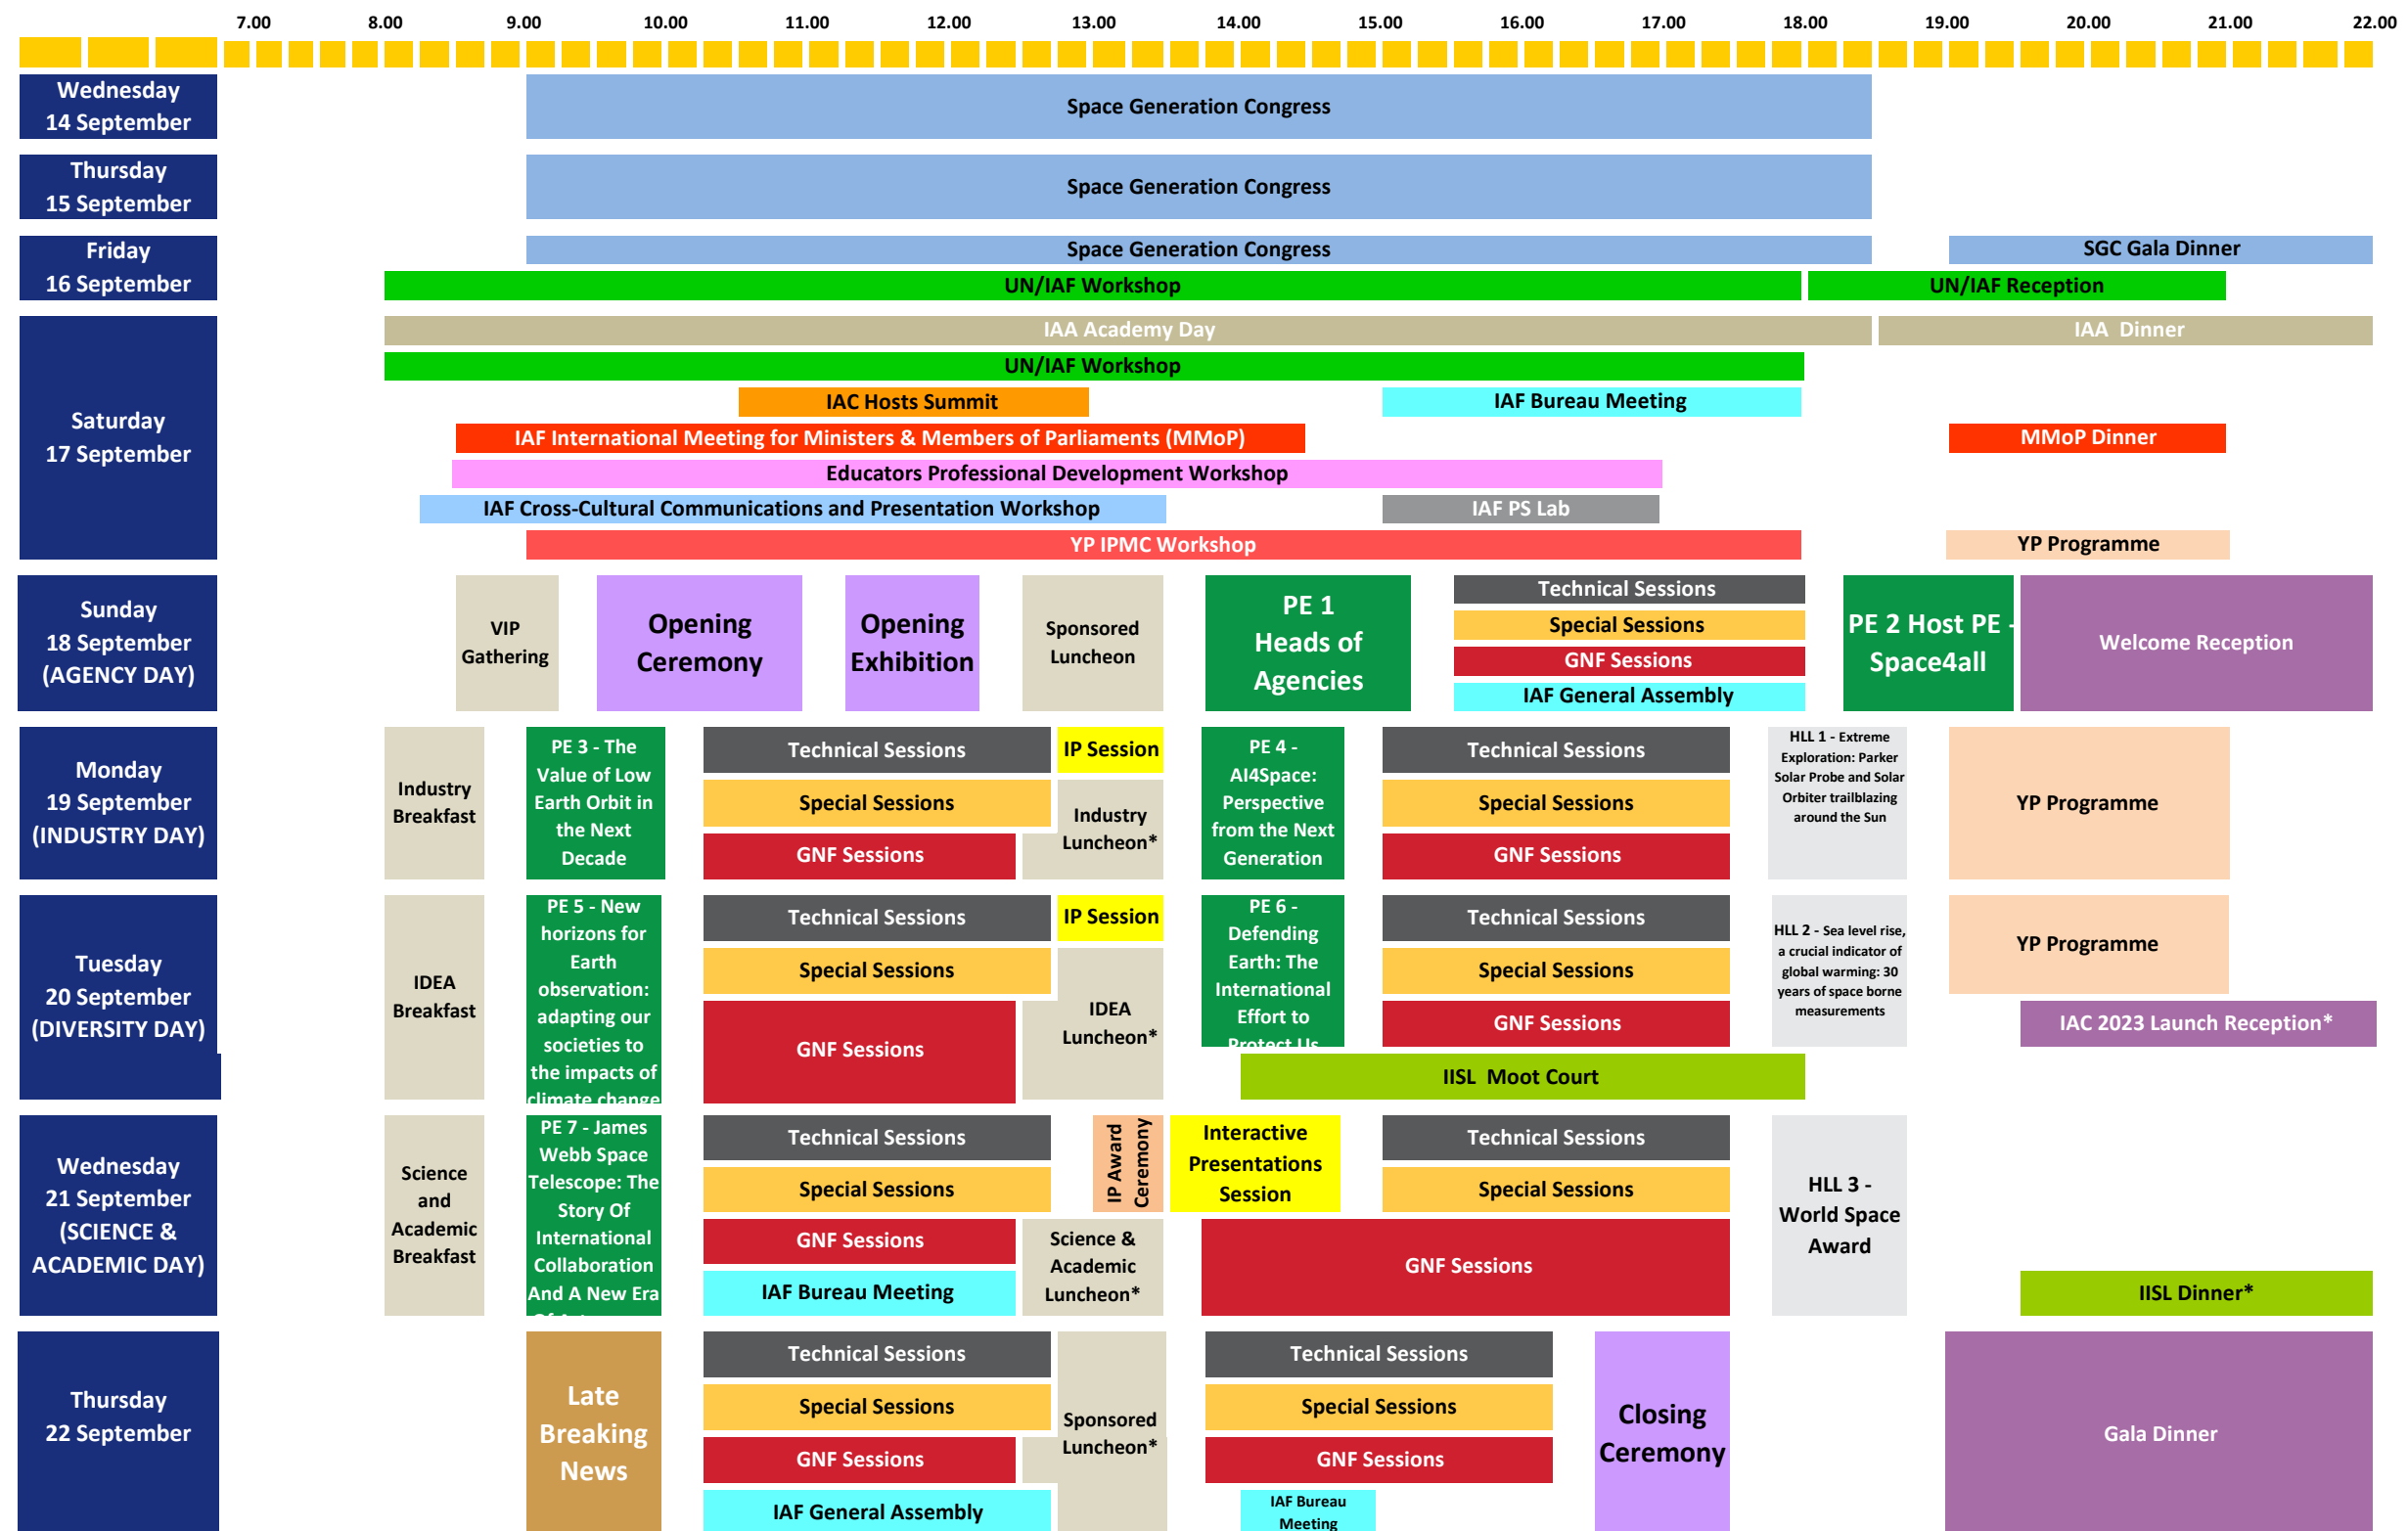 7.00 8.00 9.00 10.00 11.00 12.00 13.00 14.00 15.00 16.00 17.00 18.00 19.00 20.00 21.00 22.00
Wednesday
14 September
Space Generation Congress
Thursday
15 September
Space Generation Congress
Friday
16 September
Space Generation Congress
SGC Gala Dinner
UN/IAF Workshop
UN/IAF Reception
Saturday
17 September
IAA Academy Day
IAA Dinner
UN/IAF Workshop
IAC Hosts Summit
IAF Bureau Meeting
IAF International Meeting for Ministers & Members of Parliaments (MMoP)
MMoP Dinner
Educators Professional Development Workshop
IAF Cross-Cultural Communications and Presentation Workshop
IAF PS Lab
YP IPMC Workshop
YP Programme
Sunday
18 September
(AGENCY DAY)
VIP
Gathering
Opening
Ceremony
Opening
Exhibition
Sponsored
Luncheon
PE 1
Heads of
Agencies
Technical Sessions
Special Sessions
GNF Sessions
IAF General Assembly
PE 2 Host PE -
Space4all
Welcome Reception
Monday
19 September
(INDUSTRY DAY)
Industry
Breakfast
PE 3 - The
Value of Low
Earth Orbit in
the Next
Decade
Technical Sessions
Special Sessions
GNF Sessions
IP Session
Industry
Luncheon*
PE 4 -
AI4Space:
Perspective
from the Next
Generation
Technical Sessions
Special Sessions
GNF Sessions
HLL 1 - Extreme
Exploration: Parker
Solar Probe and Solar
Orbiter trailblazing
around the Sun
YP Programme
Tuesday
20 September
(DIVERSITY DAY)
IDEA
Breakfast
PE 5 - New
horizons for
Earth
observation:
adapting our
societies to
the impacts of
climate change
Technical Sessions
Special Sessions
GNF Sessions
IP Session
IDEA
Luncheon*
PE 6 -
Defending
Earth: The
International
Effort to
Protect Us
Technical Sessions
Special Sessions
GNF Sessions
IISL Moot Court
HLL 2 - Sea level rise,
a crucial indicator of
global warming: 30
years of space borne
measurements
YP Programme
IAC 2023 Launch Reception*
Wednesday
21 September
(SCIENCE &
ACADEMIC DAY)
Science
and
Academic
Breakfast
PE 7 - James
Webb Space
Telescope: The
Story Of
International
Collaboration
And A New Era
Technical Sessions
Special Sessions
GNF Sessions
IAF Bureau Meeting
IP Award
Ceremony
Science &
Academic
Luncheon*
Interactive
Presentations
Session
Technical Sessions
Special Sessions
GNF Sessions
HLL 3 -
World Space
Award
IISL Dinner*
Thursday
22 September
Late
Breaking
News
Technical Sessions
Special Sessions
GNF Sessions
IAF General Assembly
Sponsored
Luncheon*
Technical Sessions
Special Sessions
GNF Sessions
IAF Bureau
Meeting
Closing
Ceremony
Gala Dinner